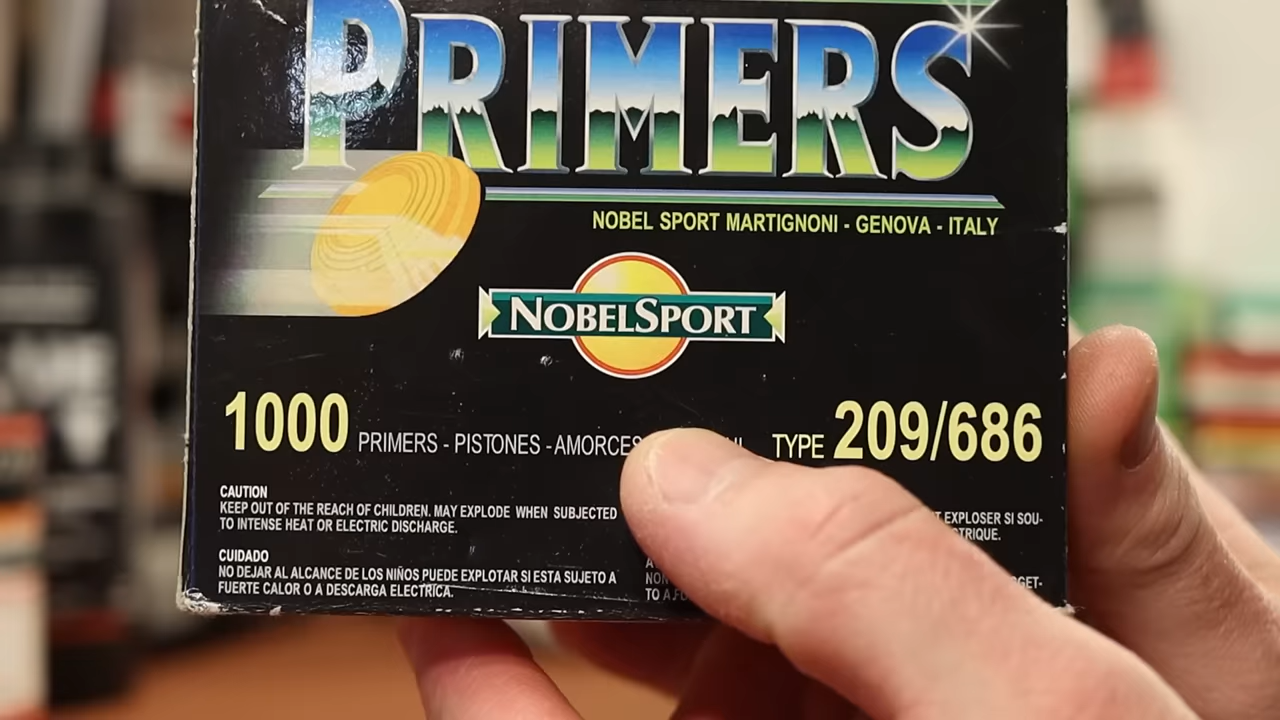 PRIMERS
NOBEL SPORT MARTIGNONI - GENOVA - ITALY
NOBELSPORT
1000 PRIMERS - PISTONES - AMORCES TYPE 209/686
CAUTION
KEEP OUT OF THE REACH OF CHILDREN. MAY EXPLODE WHEN SUBJECTED
TO INTENSE HEAT OR ELECTRIC DISCHARGE.
EXPLOSER SI SOU-
CUIDADO
NO DEJAR AL ALCANCE DE LOS NIÑOS PUEDE EXPLOTAR SI ESTA SUJETO A
FUERTE CALOR O A DESCARGA ELECTRICA.
NON
TO A